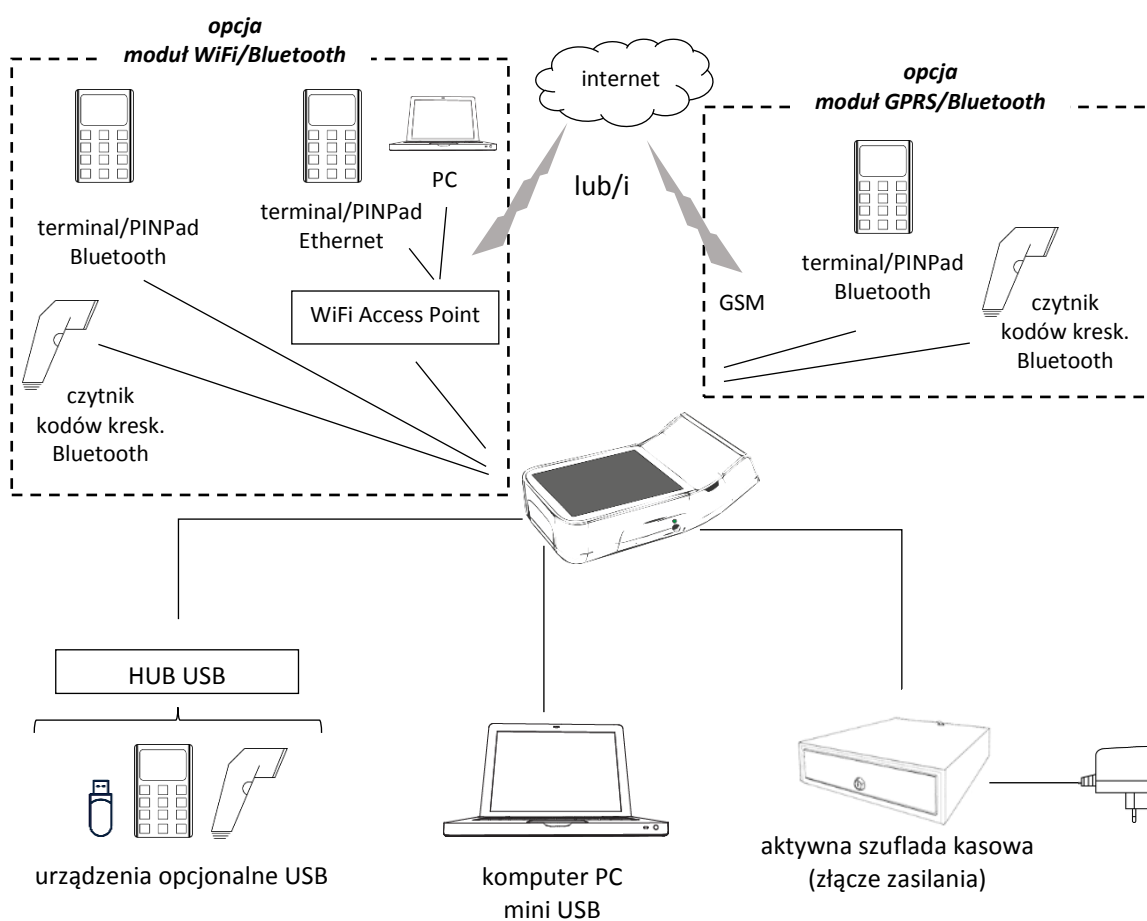 opcja
moduł WiFi/Bluetooth
terminal/PINPad
Bluetooth
terminal/PINPad
Ethernet
PC
WiFi Access Point
czytnik
kodów kresk.
Bluetooth
internet
lub/i
opcja
moduł GPRS/Bluetooth
terminal/PINPad
Bluetooth
GSM
czytnik
kodów kresk.
Bluetooth
HUB USB
urządzenia opcjonalne USB
komputer PC
mini USB
aktywna szuflada kasowa
(złącze zasilania)